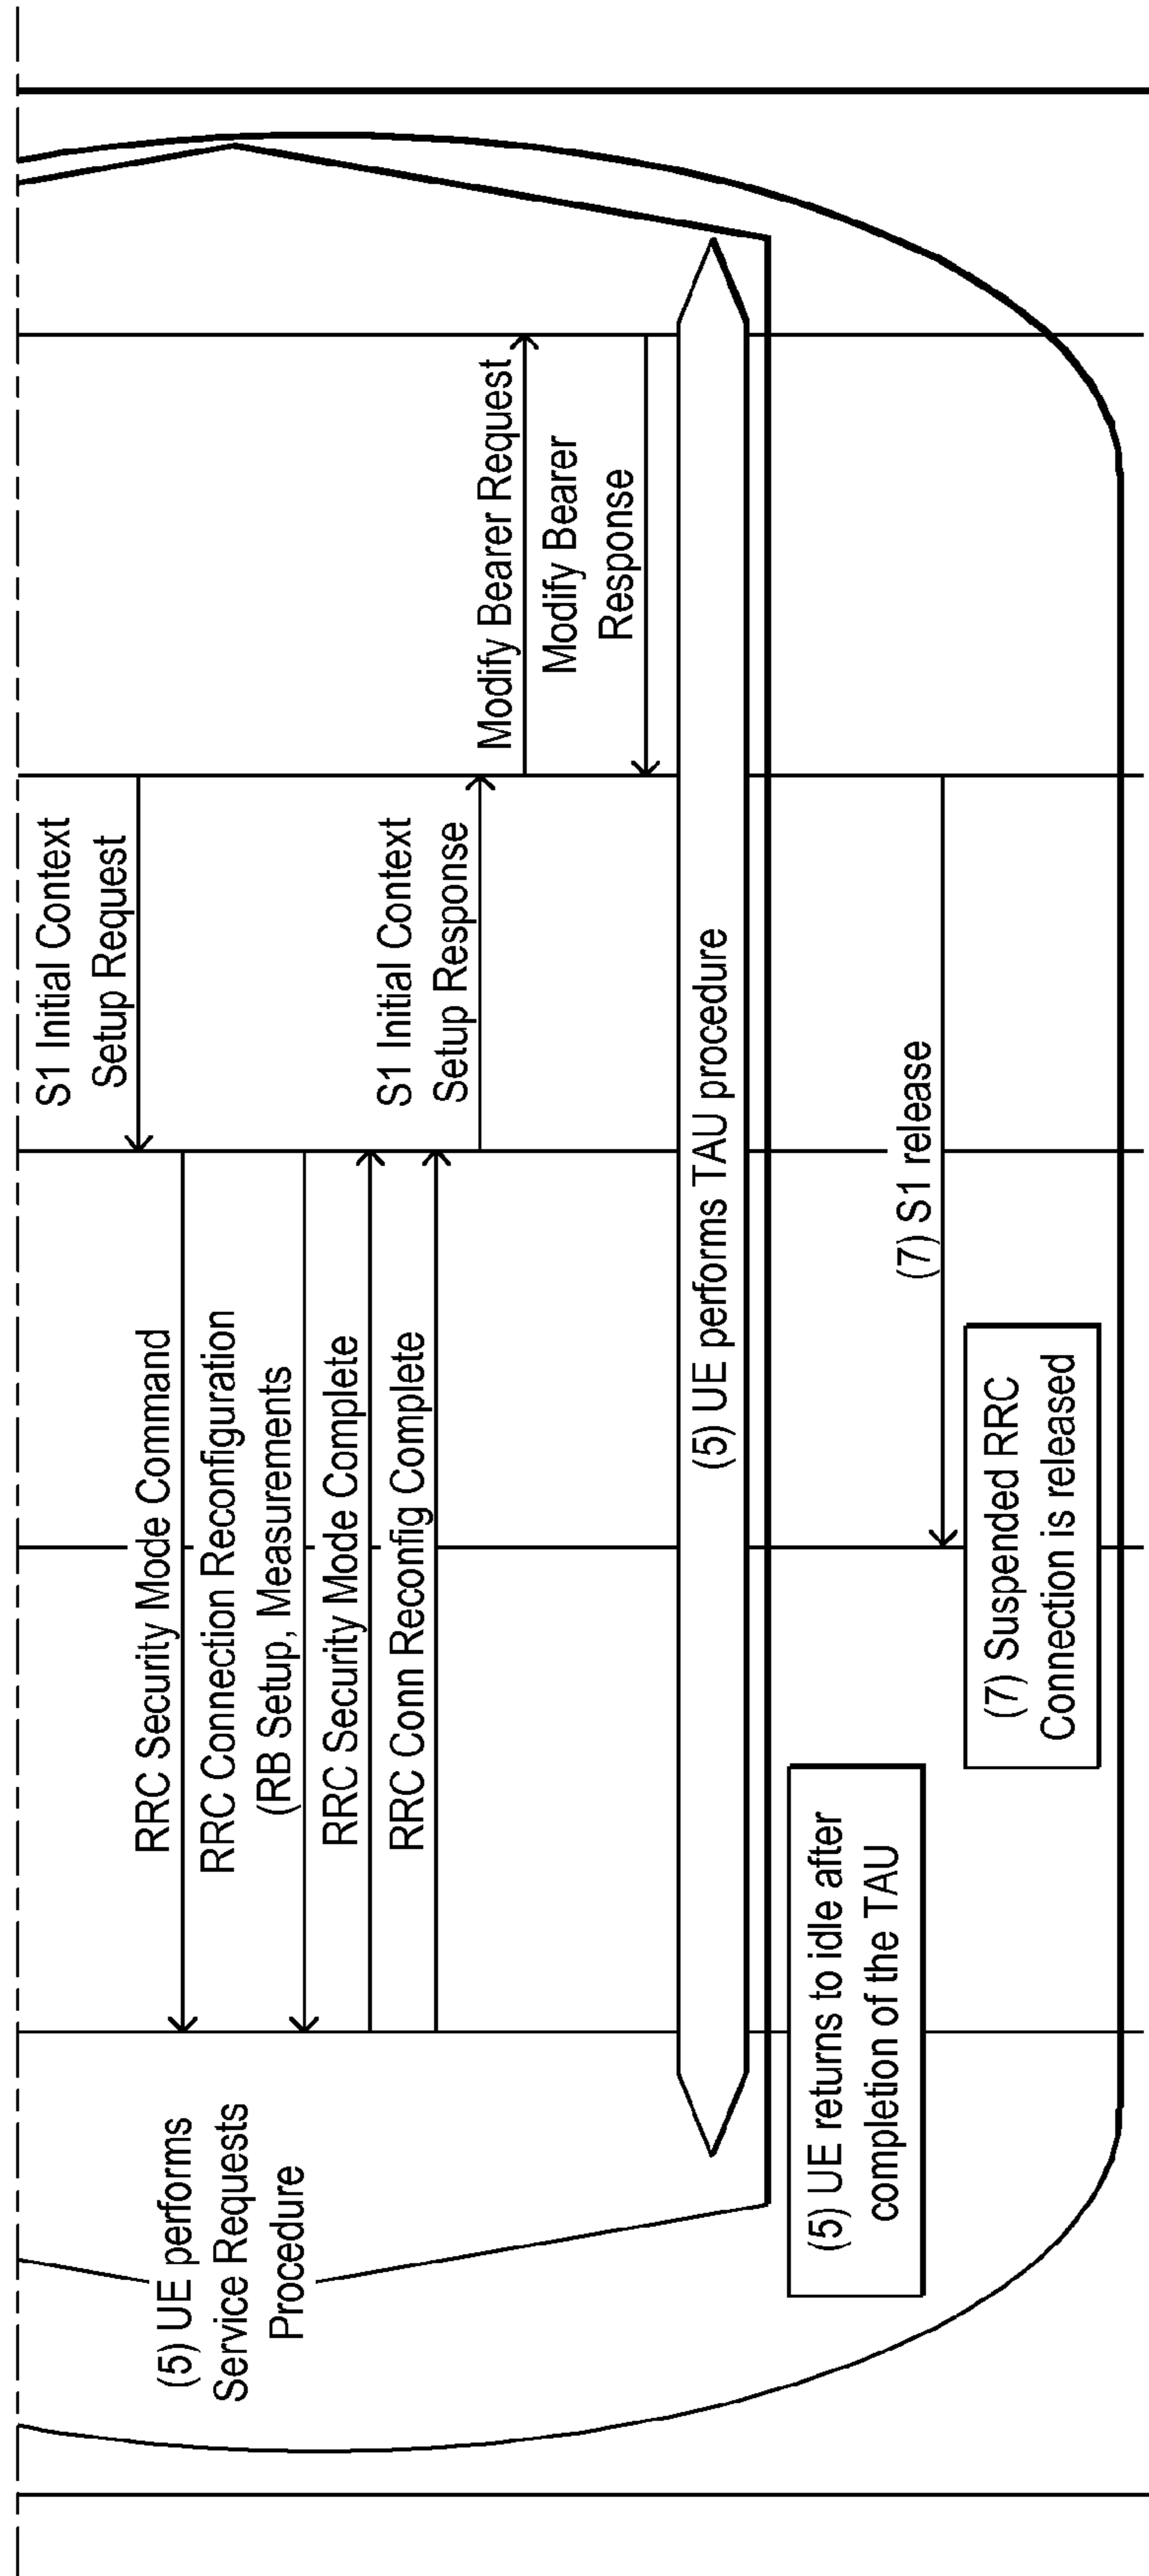 S1 Initial Context
Setup Request
RRC Security Mode Command
(5) UE performs
Service Requests
Procedure
RRC Connection Reconfiguration
(RB Setup, Measurements
RRC Security Mode Complete
RRC Conn Reconfig Complete
S1 Initial Context
Setup Response
Modify Bearer Request
Modify Bearer
Response
(5) UE performs TAU procedure
(5) UE returns to idle after
completion of the TAU
(7) S1 release
(7) Suspended RRC
Connection is released